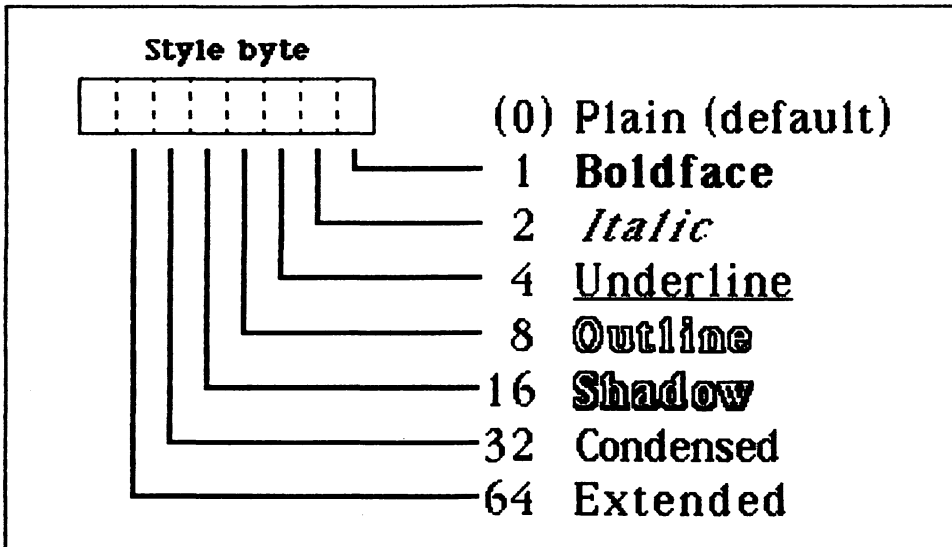 Style byte
(0) Plain (default)
1 Boldface
2 Italic
4 Underline
8 Outline
16 Shadow
32 Condensed
64 Extended